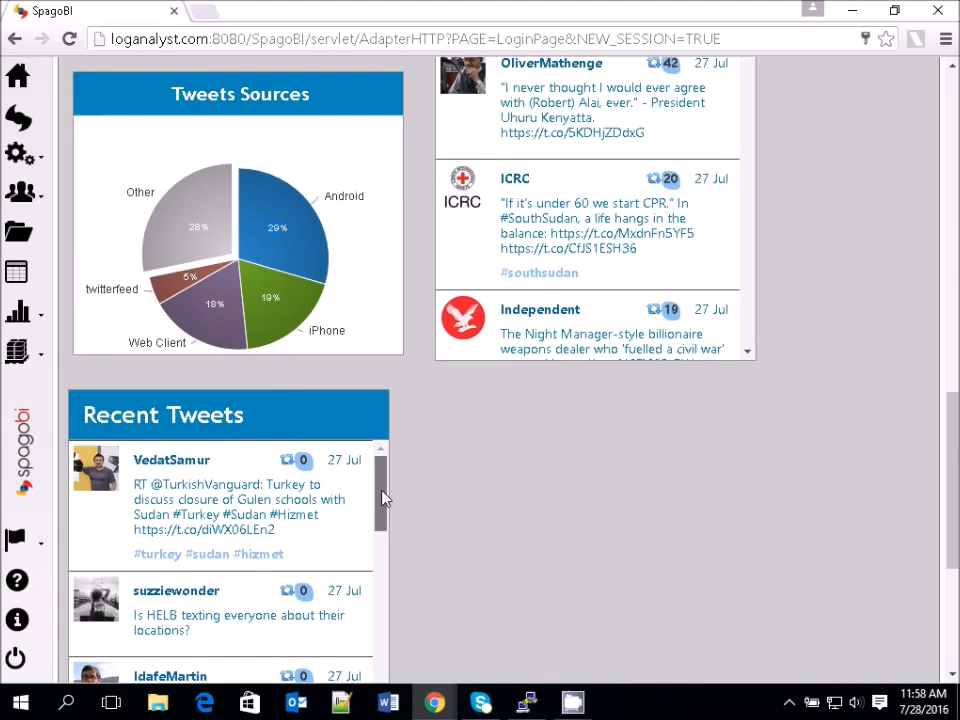 SpagoBI
loganalyst.com:8080/SpagoBI/servlet/AdapterHTTP?PAGE=LoginPage&NEW_SESSION=TRUE
Tweets Sources
Other
Android
28%
29%
5%
twitterfeed
18%
19%
Web Client
iPhone
OliverMathenge 42 27 Jul
"I never thought I would ever agree
with (Robert) Alai, ever." - President
Uhuru Kenyatta.
https://t.co/5KDHjZDdxG
ICRC 20 27 Jul
ICRC
"If it's under 60 we start CPR." In
#SouthSudan, a life hangs in the
balance: https://t.co/MxdnFn5YF5
https://t.co/CfJS1ESH36
#southsudan
Independent 19 27 Jul
The Night Manager-style billionaire
weapons dealer who 'fuelled a civil war'
Recent Tweets
VedatSamur 0 27 Jul
RT @TurkishVanguard: Turkey to
discuss closure of Gulen schools with
Sudan #Turkey #Sudan #Hizmet
https://t.co/diWX06LEn2
#turkey #sudan #hizmet
suzziewonder 0 27 Jul
Is HELB texting everyone about their
locations?
IdafeMartin 0 27 Jul
spagobi
11:58 AM
7/28/2016